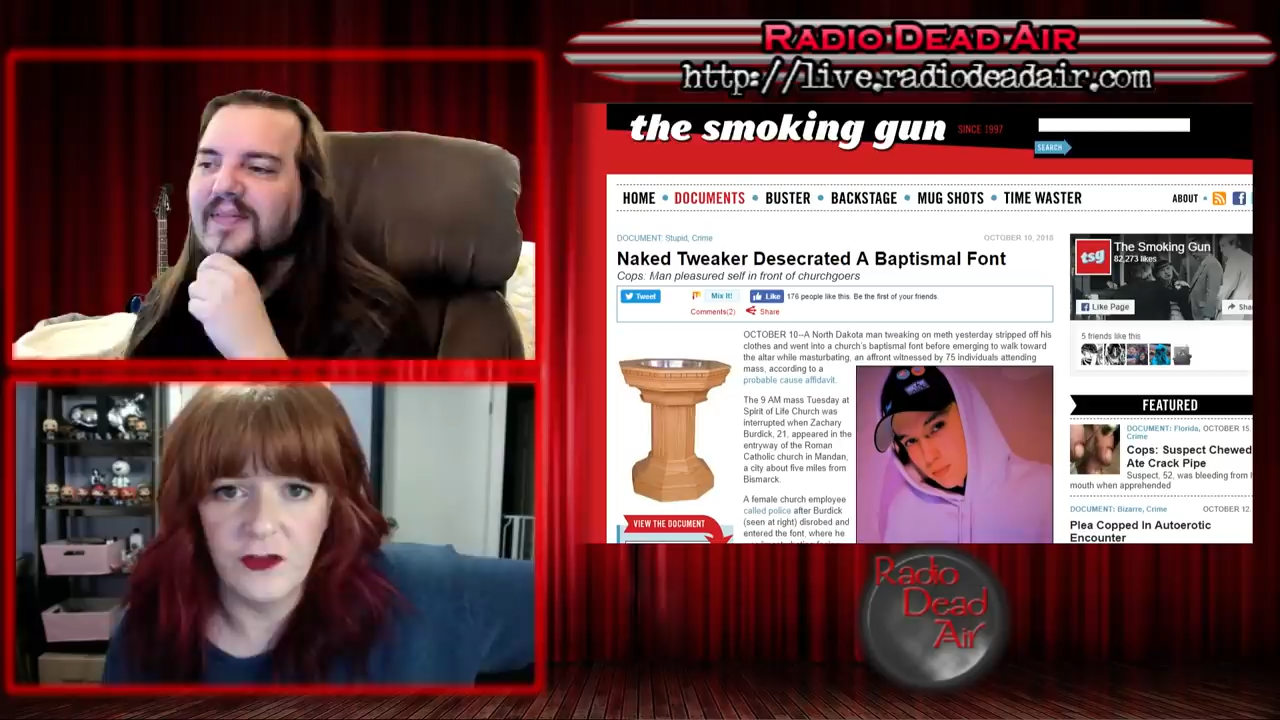 RADIO DEAD AIR
http://live.radiodeadair.com
the smoking gun
SINCE 1997
SEARCH
HOME • DOCUMENTS • BUSTER • BACKSTAGE • MUG SHOTS • TIME WASTER
ABOUT •
DOCUMENT: Stupid, Crime
OCTOBER 10, 2018
Naked Tweaker Desecrated A Baptismal Font
Cops: Man pleasured self in front of churchgoers
Tweet
Mix It!
Like
176 people like this. Be the first of your friends.
Comments(2)
Share
OCTOBER 10--A North Dakota man tweaking on meth yesterday stripped off his
clothes and went into a church's baptismal font before emerging to walk toward
the altar while masturbating, an affront witnessed by 75 individuals attending
mass, according to a
probable cause affidavit.
The 9 AM mass Tuesday at
Spirit of Life Church was
interrupted when Zachary
Burdick, 21, appeared in the
entryway of the Roman
Catholic church in Mandan,
a city about five miles from
Bismarck.
A female church employee
called police after Burdick
(seen at right) disrobed and
entered the font, where he
VIEW THE DOCUMENT
tsg
The Smoking Gun
82,273 likes
Like Page
Sha
5 friends like this
FEATURED
DOCUMENT: Florida, OCTOBER 15,
Crime
Cops: Suspect Chewed,
Ate Crack Pipe
Suspect, 52, was bleeding from h
mouth when apprehended
DOCUMENT: Bizarre, Crime
OCTOBER 12,
Plea Copped In Autoerotic
Encounter
Radio
Dead
Air